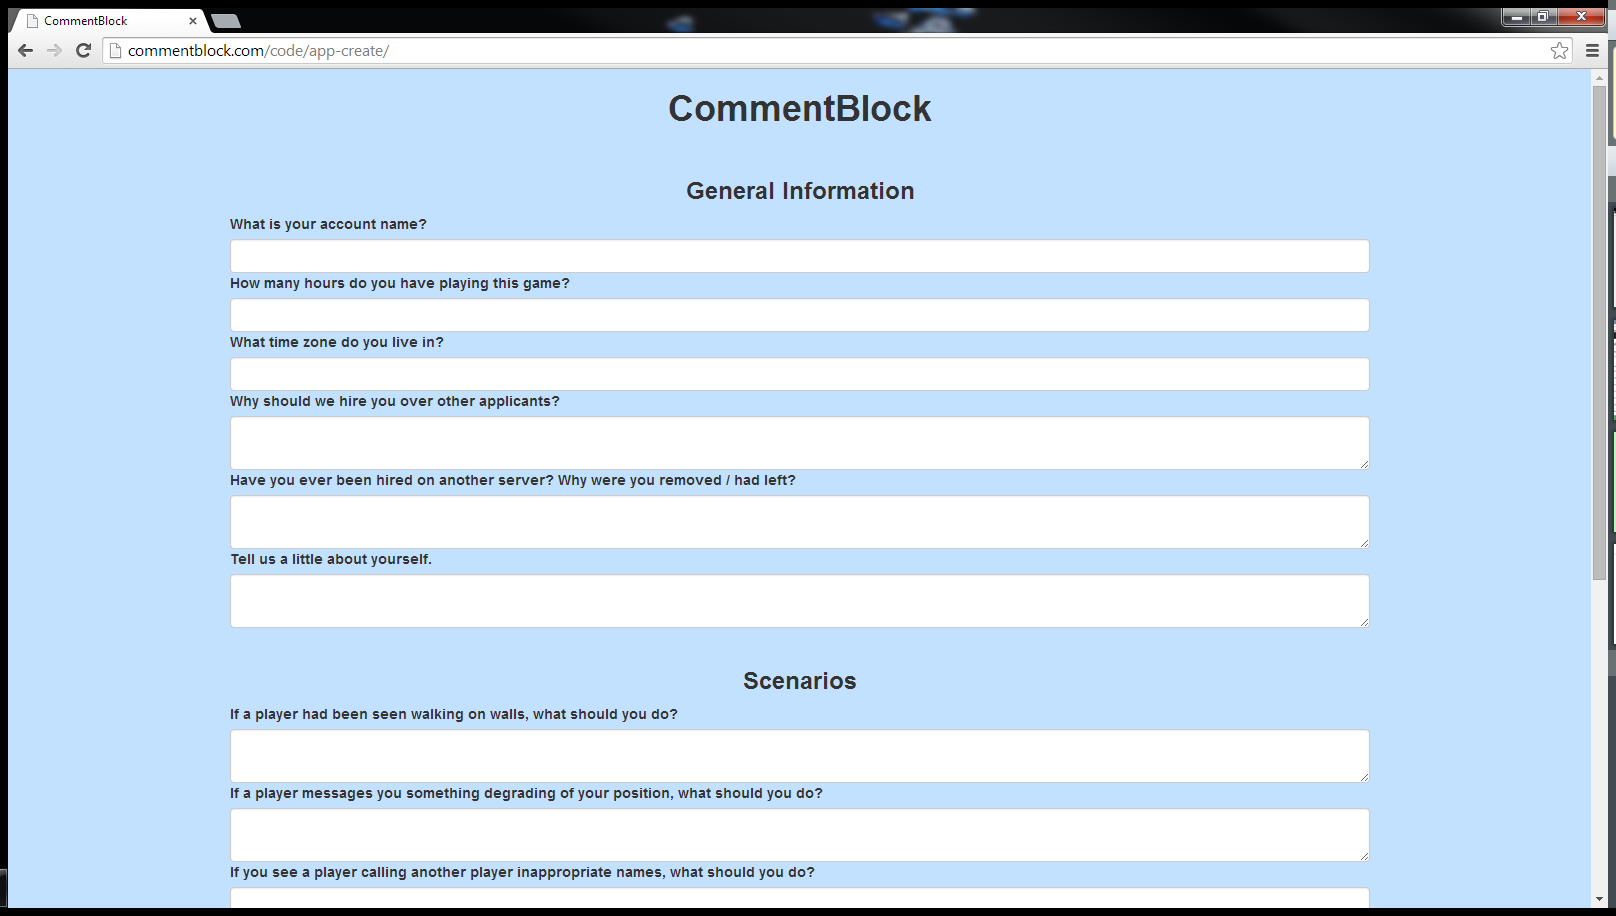 CommentBlock
commentblock.com/code/app-create/
CommentBlock
General Information
What is your account name?
How many hours do you have playing this game?
What time zone do you live in?
Why should we hire you over other applicants?
Have you ever been hired on another server? Why were you removed / had left?
Tell us a little about yourself.
Scenarios
If a player had been seen walking on walls, what should you do?
If a player messages you something degrading of your position, what should you do?
If you see a player calling another player inappropriate names, what should you do?